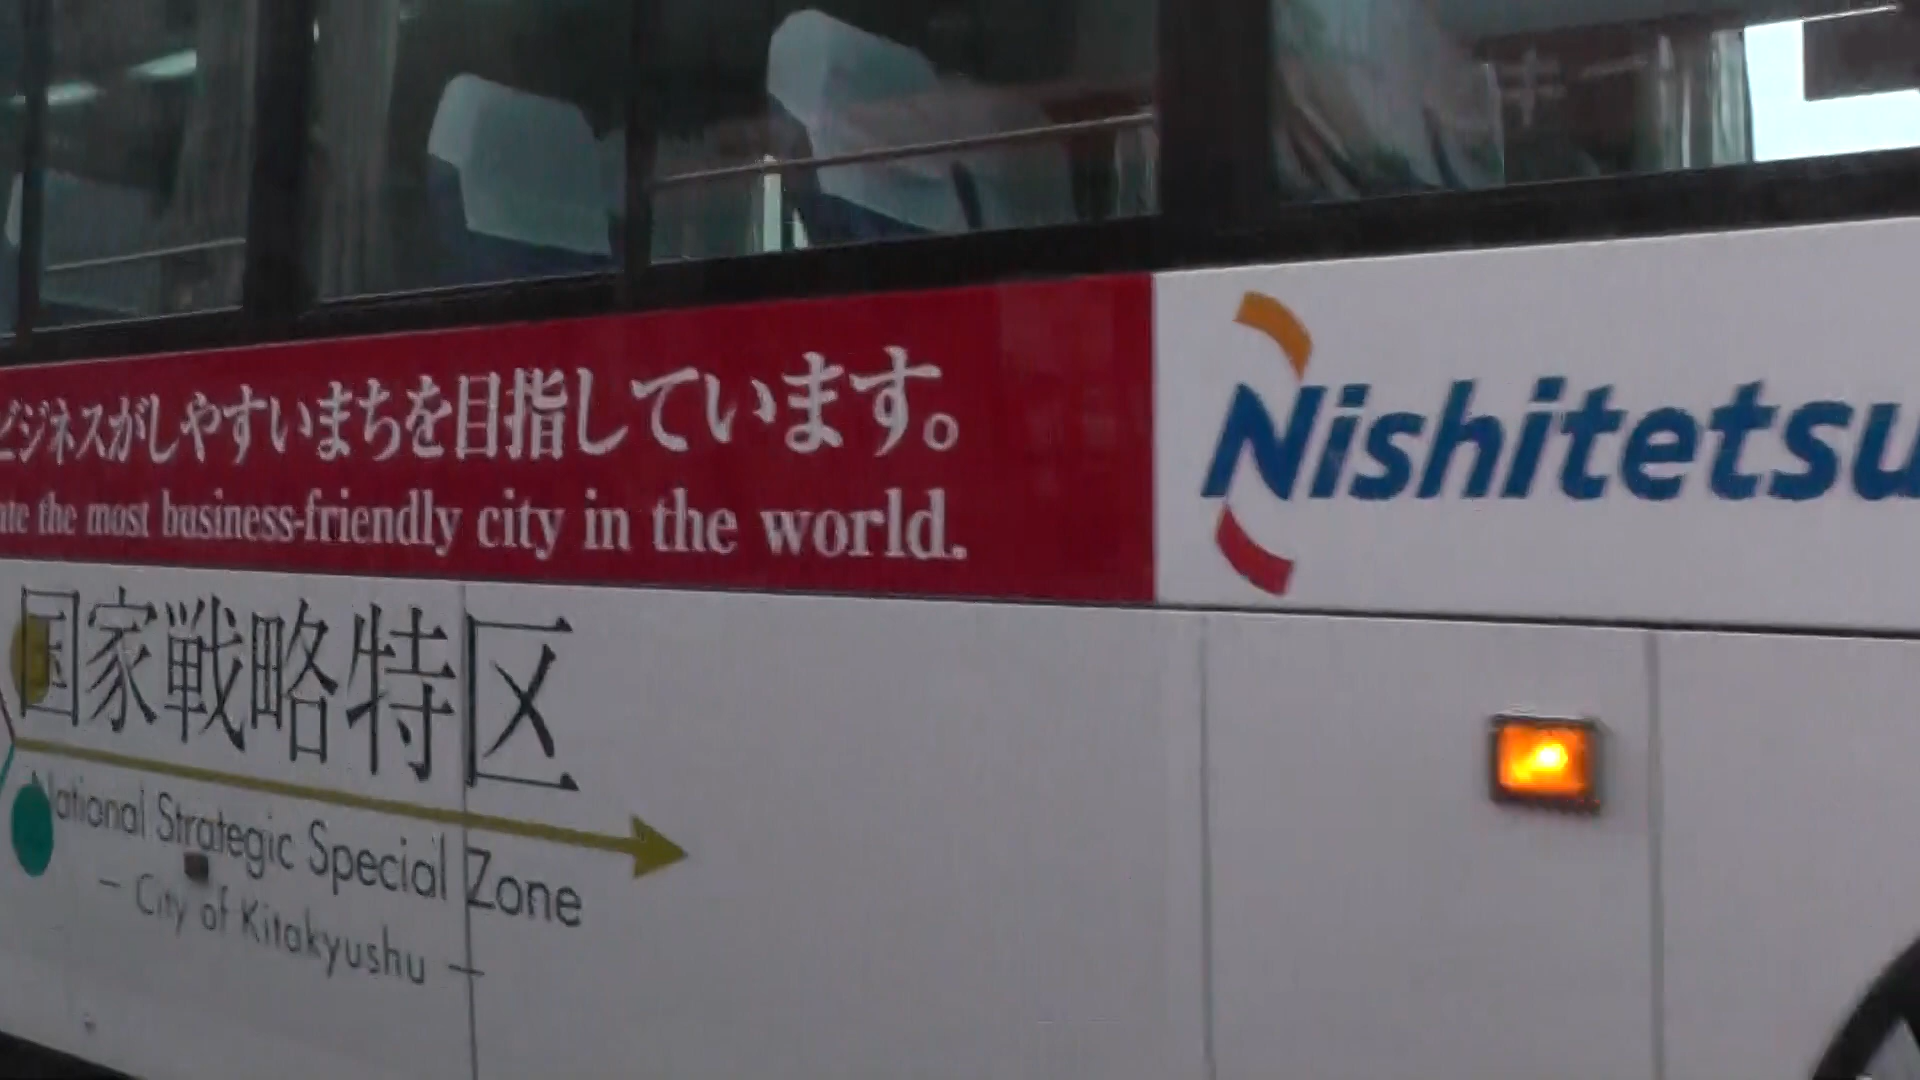 ビジネスがしやすいまちを目指しています。
the most business-friendly city in the world.
Nishitetsu
国家戦略特区
National Strategic Special Zone
— City of Kitakyushu —